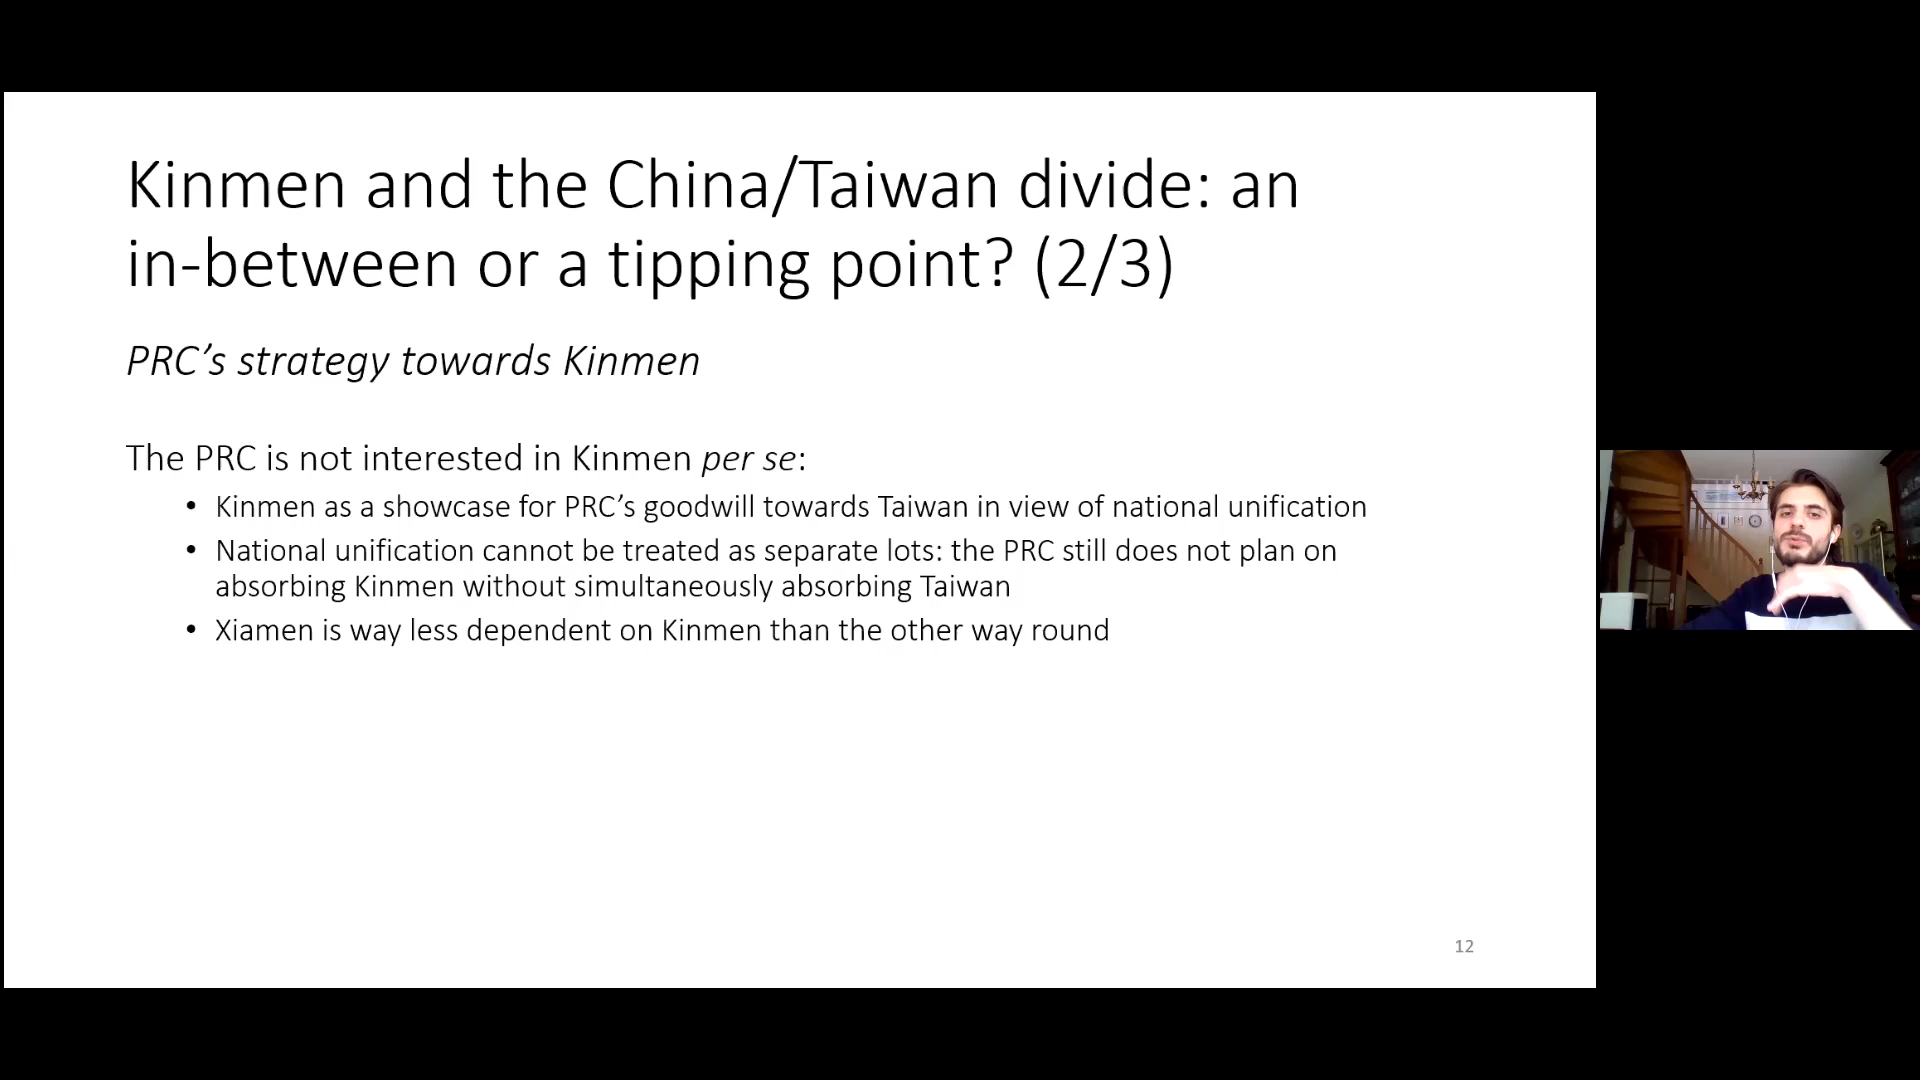 Kinmen and the China/Taiwan divide: an
in-between or a tipping point? (2/3)
PRC’s strategy towards Kinmen
The PRC is not interested in Kinmen per se:
• Kinmen as a showcase for PRC’s goodwill towards Taiwan in view of national unification
• National unification cannot be treated as separate lots: the PRC still does not plan on
absorbing Kinmen without simultaneously absorbing Taiwan
• Xiamen is way less dependent on Kinmen than the other way round
12